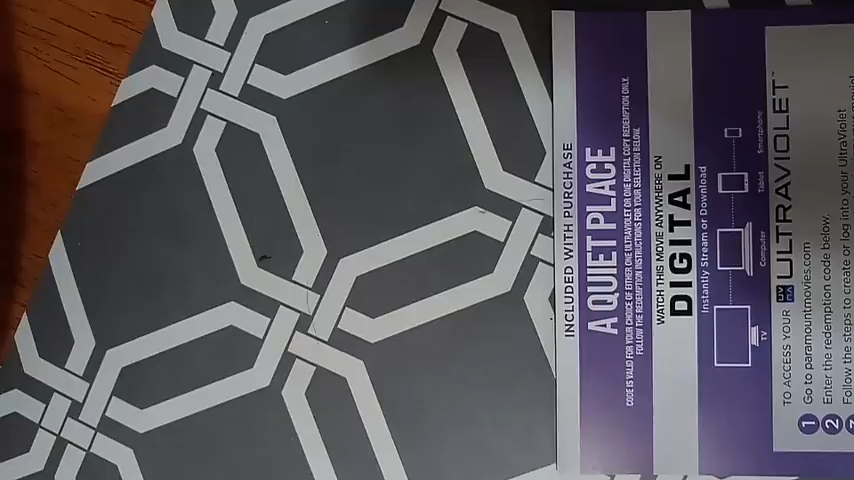 INCLUDED WITH PURCHASE
A QUIET PLACE
CODE IS VALID FOR YOUR CHOICE OF EITHER ONE ULTRAVIOLET OR ONE DIGITAL COPY REDEMPTION ONLY.
FOLLOW THE REDEMPTION INSTRUCTIONS FOR YOUR SELECTION BELOW.
WATCH THIS MOVIE ANYWHERE ON
DIGITAL
Instantly Stream or Download
TV Computer Tablet Smartphone
TO ACCESS YOUR UV ULTRAVIOLET™
1 Go to paramountmovies.com
2 Enter the redemption code below.
Follow the steps to create or log into your UltraViolet